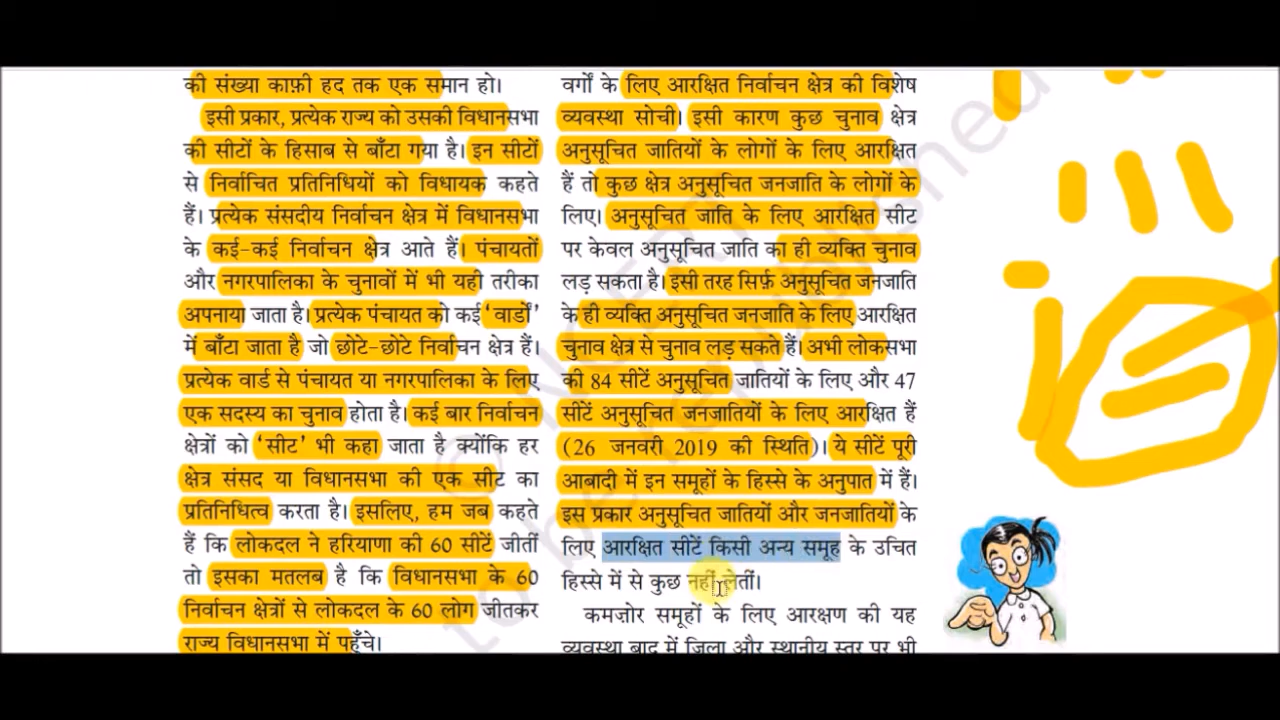 की संख्या काफ़ी हद तक एक समान हो।
इसी प्रकार, प्रत्येक राज्य को उसकी विधानसभा
की सीटों के हिसाब से बाँटा गया है। इन सीटों
से निर्वाचित प्रतिनिधियों को विधायक कहते
हैं। प्रत्येक संसदीय निर्वाचन क्षेत्र में विधानसभा
के कई-कई निर्वाचन क्षेत्र आते हैं। पंचायतों
और नगरपालिका के चुनावों में भी यही तरीका
अपनाया जाता है। प्रत्येक पंचायत को कई ‘वार्डों’
में बाँटा जाता है जो छोटे-छोटे निर्वाचन क्षेत्र हैं।
प्रत्येक वार्ड से पंचायत या नगरपालिका के लिए
एक सदस्य का चुनाव होता है। कई बार निर्वाचन
क्षेत्रों को ‘सीट’ भी कहा जाता है क्योंकि हर
क्षेत्र संसद या विधानसभा की एक सीट का
प्रतिनिधित्व करता है। इसलिए, हम जब कहते
हैं कि लोकदल ने हरियाणा की 60 सीटें जीतीं
तो इसका मतलब है कि विधानसभा के 60
निर्वाचन क्षेत्रों से लोकदल के 60 लोग जीतकर
राज्य विधानसभा में पहुँचे।
वर्गों के लिए आरक्षित निर्वाचन क्षेत्र की विशेष
व्यवस्था सोची। इसी कारण कुछ चुनाव क्षेत्र
अनुसूचित जातियों के लोगों के लिए आरक्षित
हैं तो कुछ क्षेत्र अनुसूचित जनजाति के लोगों के
लिए। अनुसूचित जाति के लिए आरक्षित सीट
पर केवल अनुसूचित जाति का ही व्यक्ति चुनाव
लड़ सकता है। इसी तरह सिर्फ़ अनुसूचित जनजाति
के ही व्यक्ति अनुसूचित जनजाति के लिए आरक्षित
चुनाव क्षेत्र से चुनाव लड़ सकते हैं। अभी लोकसभा
की 84 सीटें अनुसूचित जातियों के लिए और 47
सीटें अनुसूचित जनजातियों के लिए आरक्षित हैं
(26 जनवरी 2019 की स्थिति)। ये सीटें पूरी
आबादी में इन समूहों के हिस्से के अनुपात में हैं।
इस प्रकार अनुसूचित जातियों और जनजातियों के
लिए आरक्षित सीटें किसी अन्य समूह के उचित
हिस्से में से कुछ नहीं लेतीं।
कमज़ोर समूहों के लिए आरक्षण की यह
व्यवस्था बाद में ज़िला और स्थानीय स्तर पर भी